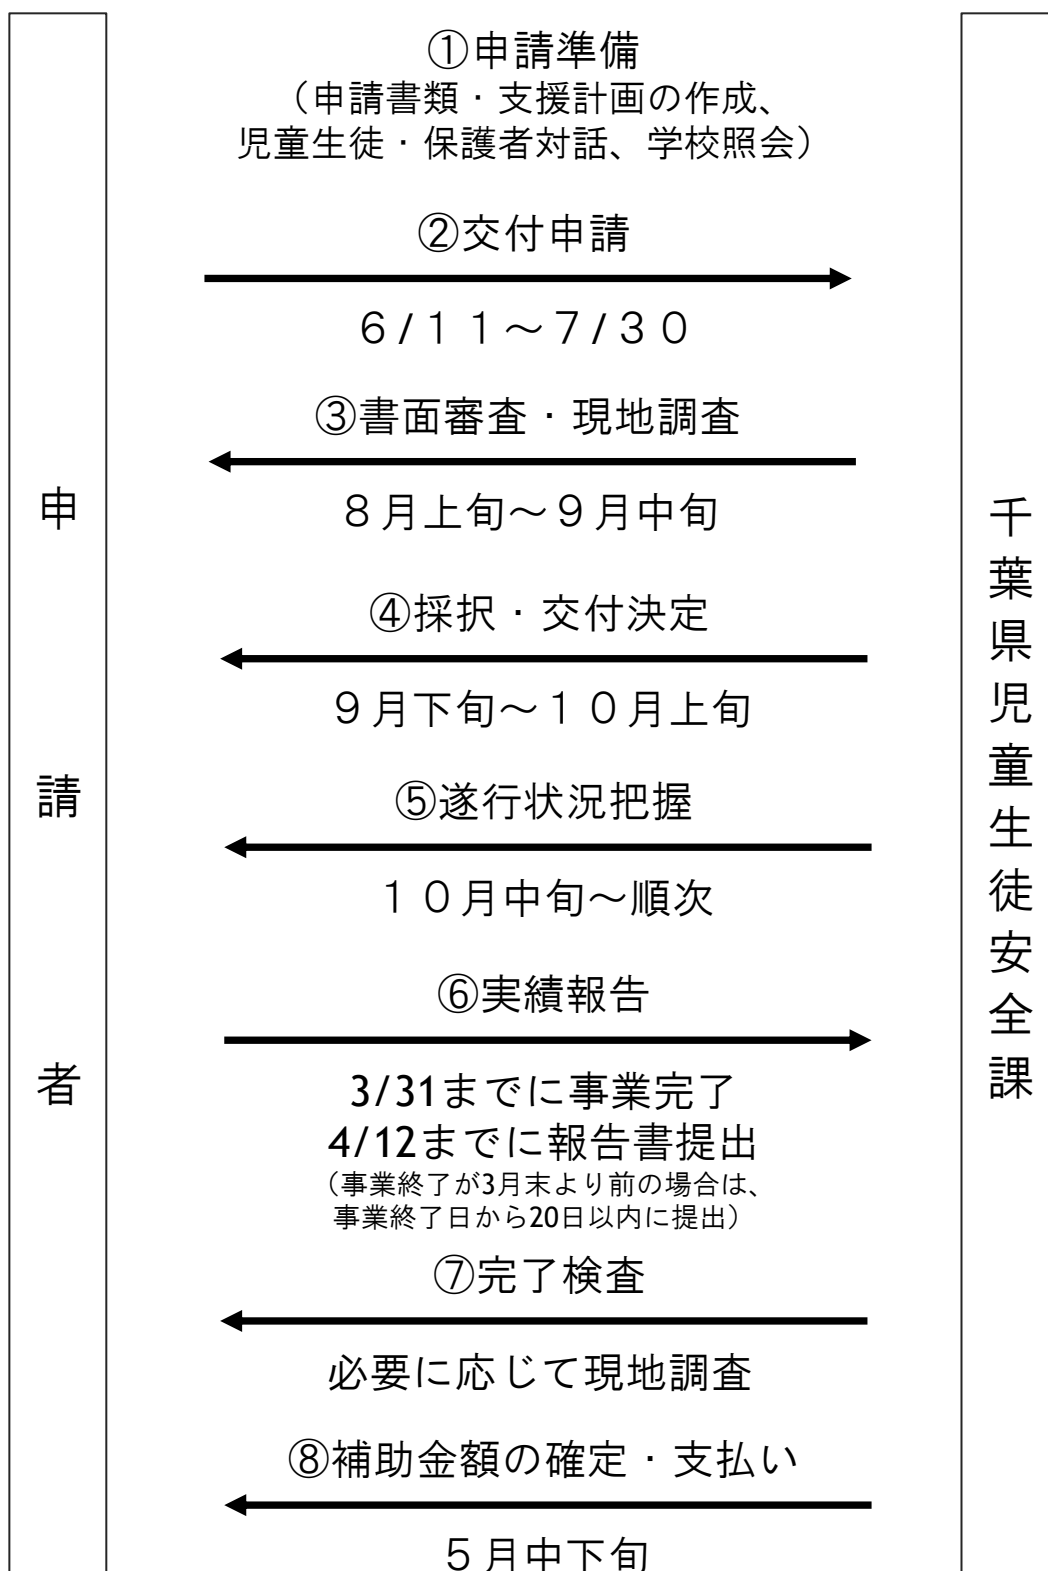 ①申請準備
（申請書類・支援計画の作成、
児童生徒・保護者対話、学校照会）
②交付申請
６/１１～７/３０
③書面審査・現地調査
８月上旬～９月中旬
④採択・交付決定
９月下旬～１０月上旬
⑤遂行状況把握
１０月中旬～順次
⑥実績報告
3/31までに事業完了
4/12までに報告書提出
（事業終了が3月末より前の場合は、
事業終了日から20日以内に提出）
⑦完了検査
必要に応じて現地調査
⑧補助金額の確定・支払い
５月中下旬
申請者
千葉県児童生徒安全課